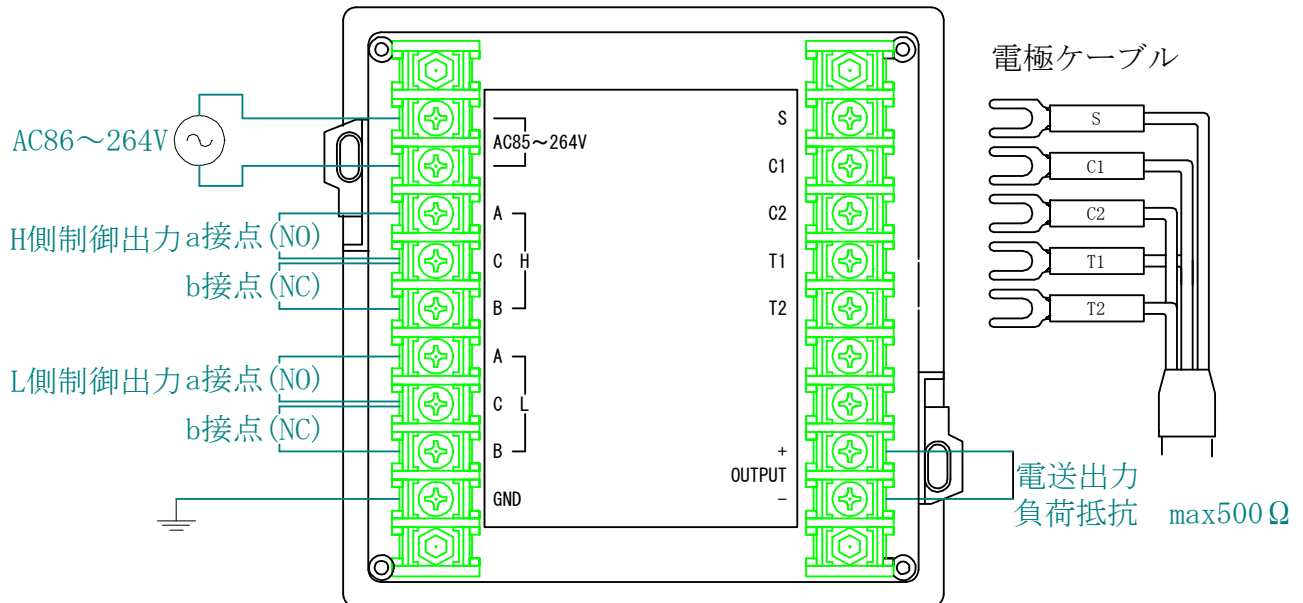 電極ケーブル
AC86～264V
AC85～264V
H側制御出力a接点(NO)
b接点(NC)
A
C H
B
L側制御出力a接点(NO)
b接点(NC)
A
C L
B
GND
S
C1
C2
T1
T2
+
OUTPUT
-
電送出力
負荷抵抗 max500Ω
S
C1
C2
T1
T2